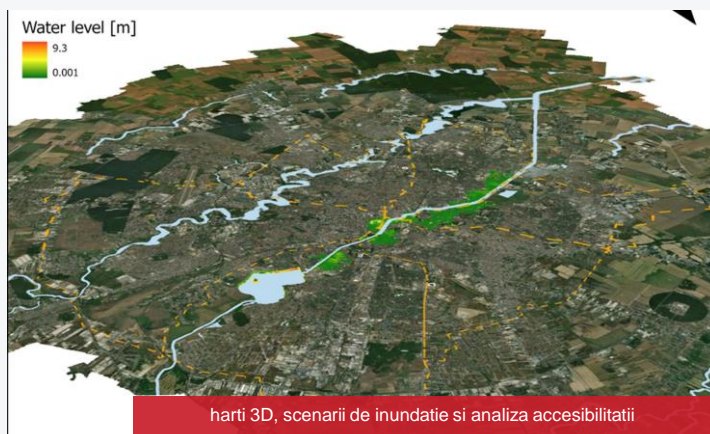 Water level [m]
9.3
0.001
harti 3D, scenarii de inundatie si analiza accesibilitatii